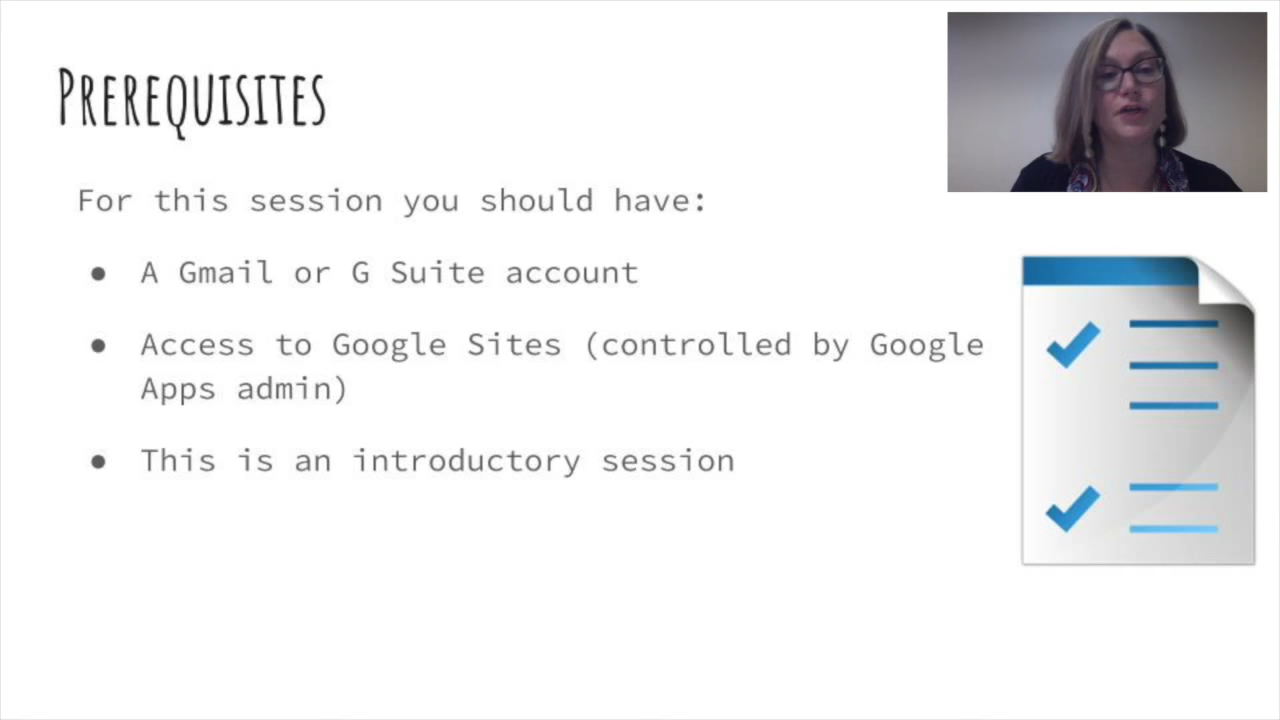 PREREQUISITES
For this session you should have:
● A Gmail or G Suite account
● Access to Google Sites (controlled by Google
Apps admin)
● This is an introductory session